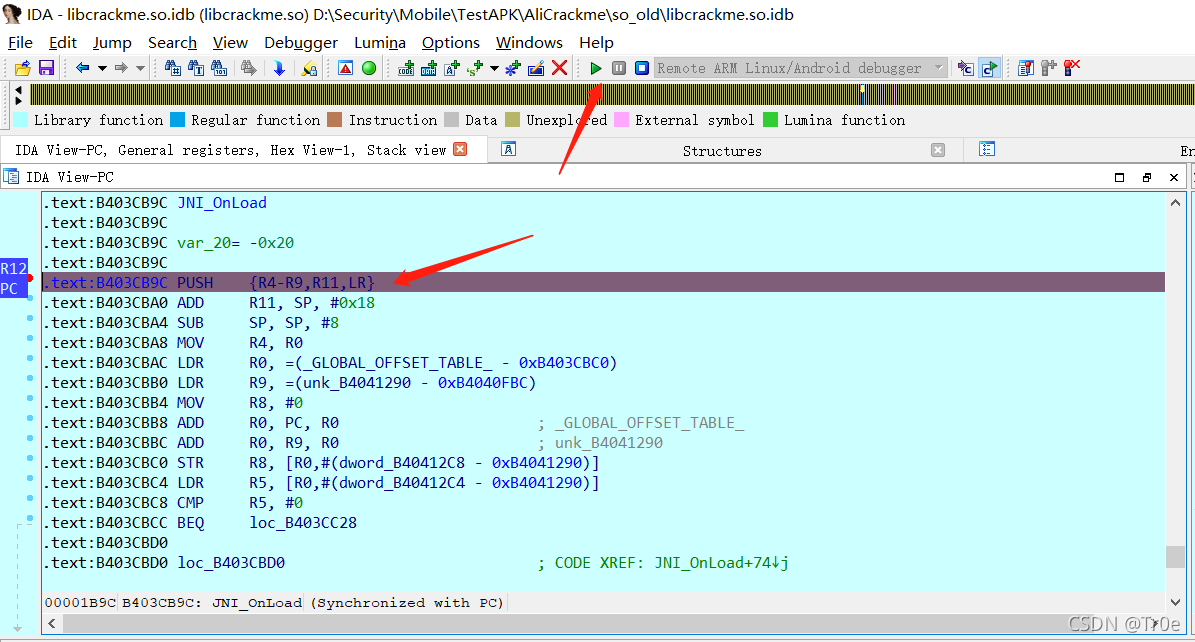 IDA - libcrackme.so.idb (libcrackme.so) D:\Security\Mobile\TestAPK\AliCrackme\so_old\libcrackme.so.idb
File Edit Jump Search View Debugger Lumina Options Windows Help
Remote ARM Linux/Android debugger
Library function Regular function Instruction Data Unexplored External symbol Lumina function
IDA View-PC, General registers, Hex View-1, Stack view Structures En
IDA View-PC
.text:B403CB9C JNI_OnLoad
.text:B403CB9C
.text:B403CB9C var_20= -0x20
.text:B403CB9C
R12
PC
.text:B403CB9C PUSH {R4-R9,R11,LR}
.text:B403CBA0 ADD R11, SP, #0x18
.text:B403CBA4 SUB SP, SP, #8
.text:B403CBA8 MOV R4, R0
.text:B403CBAC LDR R0, =(_GLOBAL_OFFSET_TABLE_ - 0xB403CBC0)
.text:B403CBB0 LDR R9, =(unk_B4041290 - 0xB4040FBC)
.text:B403CBB4 MOV R8, #0
.text:B403CBB8 ADD R0, PC, R0 ; _GLOBAL_OFFSET_TABLE_
.text:B403CBBC ADD R0, R9, R0 ; unk_B4041290
.text:B403CBC0 STR R8, [R0,#(dword_B40412C8 - 0xB4041290)]
.text:B403CBC4 LDR R5, [R0,#(dword_B40412C4 - 0xB4041290)]
.text:B403CBC8 CMP R5, #0
.text:B403CBCC BEQ loc_B403CC28
.text:B403CBD0
.text:B403CBD0 loc_B403CBD0 ; CODE XREF: JNI_OnLoad+74↓j
00001B9C B403CB9C: JNI_OnLoad (Synchronized with PC)
CSDN @Tr0e